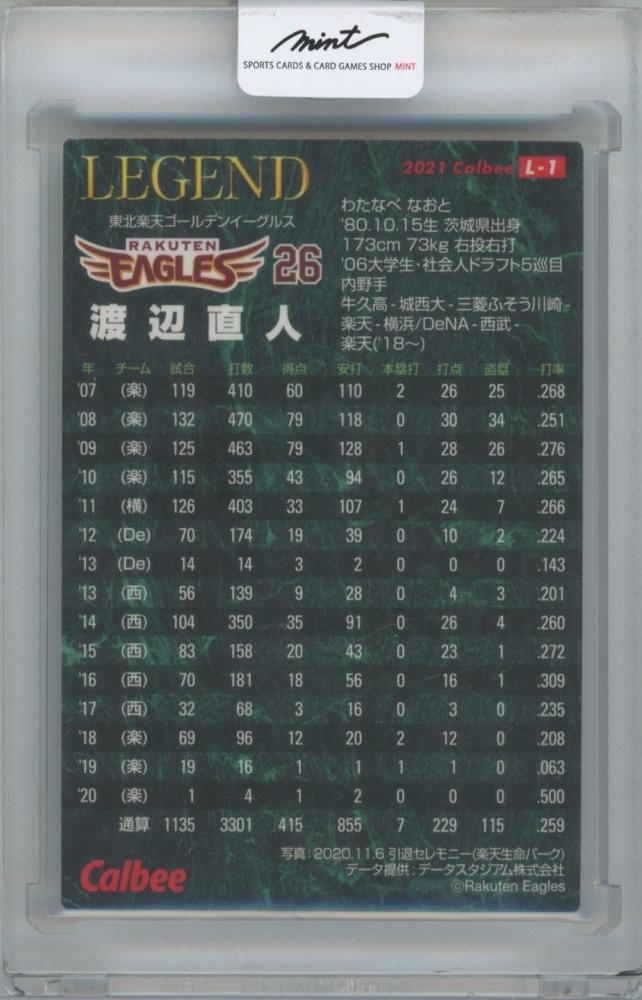 mint
SPORTS CARDS & CARD GAMES SHOP MINT
LEGEND
2021 Calbee L-1
東北楽天ゴールデンイーグルス
RAKUTEN
EAGLES 26
渡辺直人
わたなべ なおと
'80.10.15生 茨城県出身
173cm 73kg 右投右打
'06大学生・社会人ドラフト5巡目
内野手
牛久高 - 城西大 - 三菱ふそう川崎 -
楽天 - 横浜/DeNA - 西武 -
楽天('18～)
年 チーム 試合 打数 得点 安打 本塁打 打点 盗塁 打率
'07 (楽) 119 410 60 110 2 26 25 .268
'08 (楽) 132 470 79 118 0 30 34 .251
'09 (楽) 125 463 79 128 1 28 26 .276
'10 (楽) 115 355 43 94 0 26 12 .265
'11 (横) 126 403 33 107 1 24 7 .266
'12 (De) 70 174 19 39 0 10 2 .224
'13 (De) 14 14 3 2 0 0 0 .143
'13 (西) 56 139 9 28 0 4 3 .201
'14 (西) 104 350 35 91 0 26 4 .260
'15 (西) 83 158 20 43 0 23 1 .272
'16 (西) 70 181 18 56 0 16 1 .309
'17 (西) 32 68 3 16 0 3 0 .235
'18 (楽) 69 96 12 20 2 12 0 .208
'19 (楽) 19 16 1 1 1 1 0 .063
'20 (楽) 1 4 1 2 0 0 0 .500
通算 1135 3301 415 855 7 229 115 .259
写真：2020.11.6 引退セレモニー(楽天生命パーク)
データ提供：データスタジアム株式会社
©Rakuten Eagles
Calbee